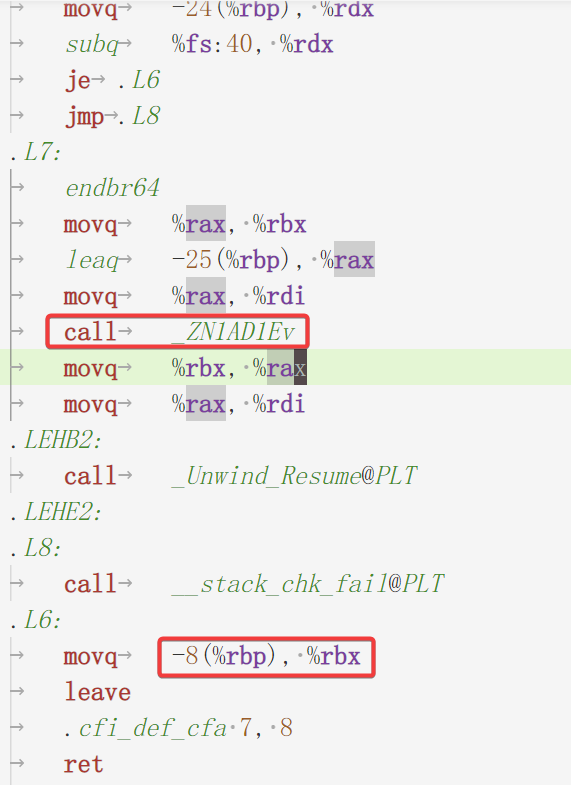 movq -24(%rbp), %rdx
subq %fs:40, %rdx
je .L6
jmp .L8
.L7:
endbr64
movq %rax, %rbx
leaq -25(%rbp), %rax
movq %rax, %rdi
call _ZN1AD1Ev
movq %rbx, %rax
movq %rax, %rdi
.LEHB2:
call _Unwind_Resume@PLT
.LEHE2:
.L8:
call __stack_chk_fail@PLT
.L6:
movq -8(%rbp), %rbx
leave
.cfi_def_cfa 7, 8
ret